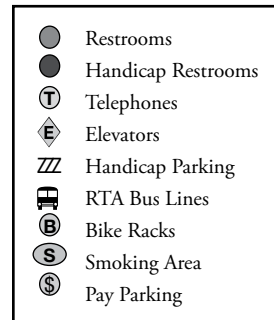 Restrooms
Handicap Restrooms
T Telephones
E Elevators
Handicap Parking
RTA Bus Lines
B Bike Racks
S Smoking Area
$ Pay Parking